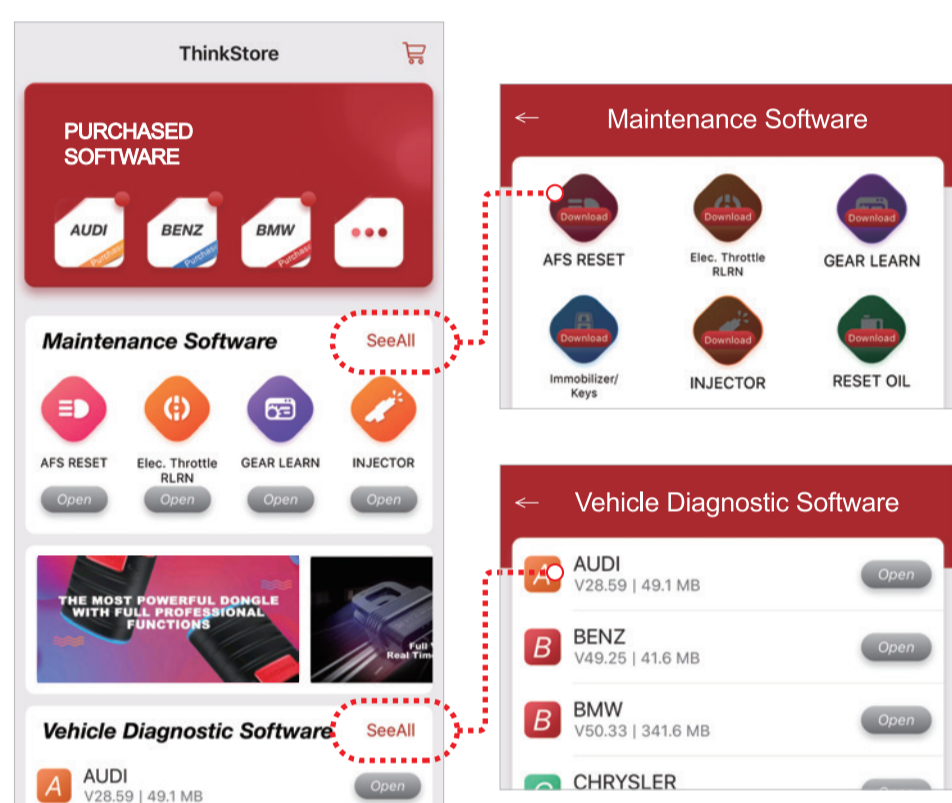 ThinkStore
PURCHASED
SOFTWARE
AUDI
BENZ
BMW
Maintenance Software
SeeAll
AFS RESET
Elec. Throttle
RLRN
GEAR LEARN
INJECTOR
Open
Open
Open
Open
THE MOST POWERFUL DONGLE
WITH FULL PROFESSIONAL
FUNCTIONS
Full
Real Time
Vehicle Diagnostic Software
SeeAll
A
AUDI
V28.59 | 49.1 MB
Open
← Maintenance Software
Download
Download
Download
AFS RESET
Elec. Throttle
RLRN
GEAR LEARN
Download
Download
Download
Immobilizer/
Keys
INJECTOR
RESET OIL
← Vehicle Diagnostic Software
A
AUDI
V28.59 | 49.1 MB
Open
B
BENZ
V49.25 | 41.6 MB
Open
B
BMW
V50.33 | 341.6 MB
Open
CHRYSLER